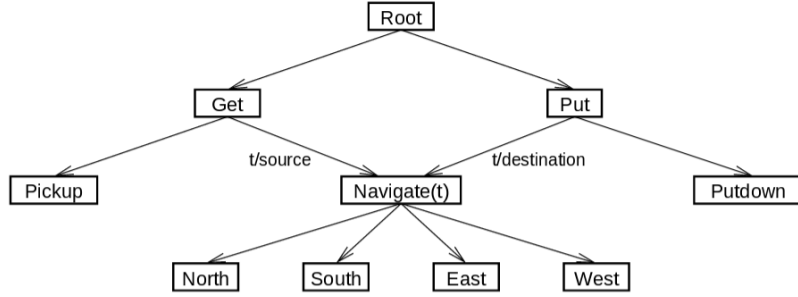 Root
Get
Put
t/source
t/destination
Pickup
Navigate(t)
Putdown
North
South
East
West